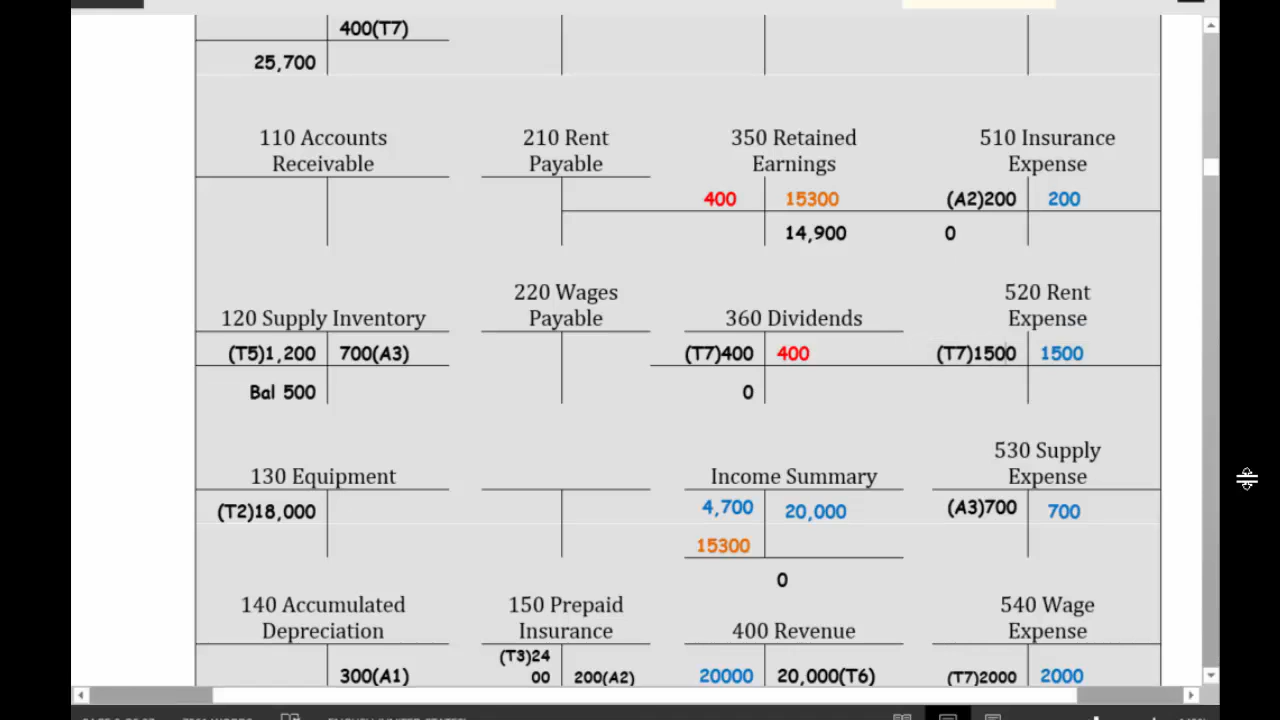 400(T7)
25,700
110 Accounts Receivable
210 Rent Payable
350 Retained Earnings
510 Insurance Expense
400
15300
(A2)200
200
14,900
0
120 Supply Inventory
220 Wages Payable
360 Dividends
520 Rent Expense
(T5)1,200
700(A3)
(T7)400
400
(T7)1500
1500
Bal 500
0
130 Equipment
Income Summary
530 Supply Expense
(T2)18,000
4,700
20,000
(A3)700
700
15300
0
140 Accumulated Depreciation
150 Prepaid Insurance
400 Revenue
540 Wage Expense
300(A1)
(T3)24
00
200(A2)
20000
20,000(T6)
(T7)2000
2000